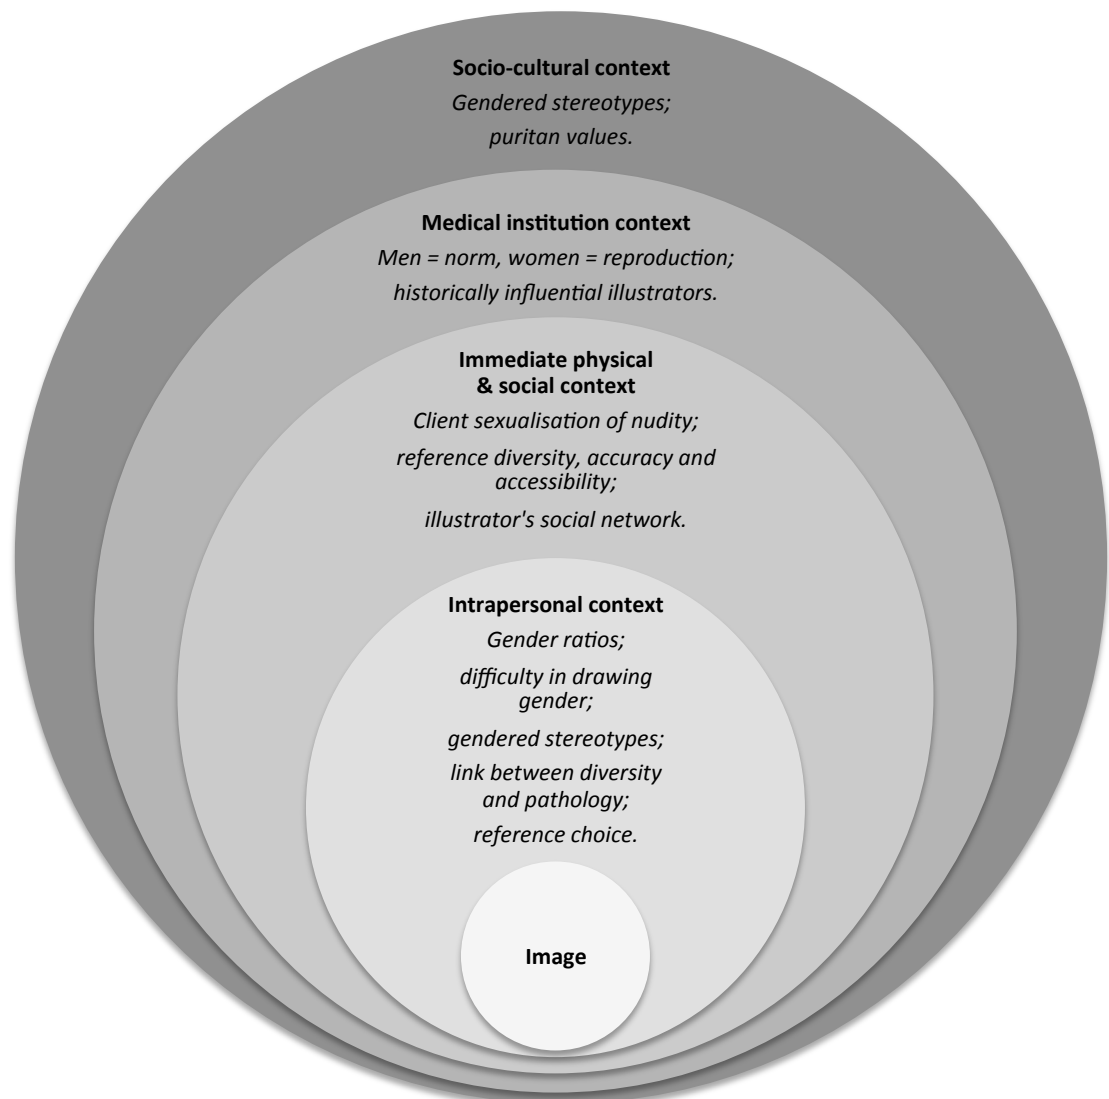 Socio-cultural context
Gendered stereotypes;
puritan values.
Medical institution context
Men = norm, women = reproduction;
historically influential illustrators.
Immediate physical
& social context
Client sexualisation of nudity;
reference diversity, accuracy and
accessibility;
illustrator's social network.
Intrapersonal context
Gender ratios;
difficulty in drawing
gender;
gendered stereotypes;
link between diversity
and pathology;
reference choice.
Image